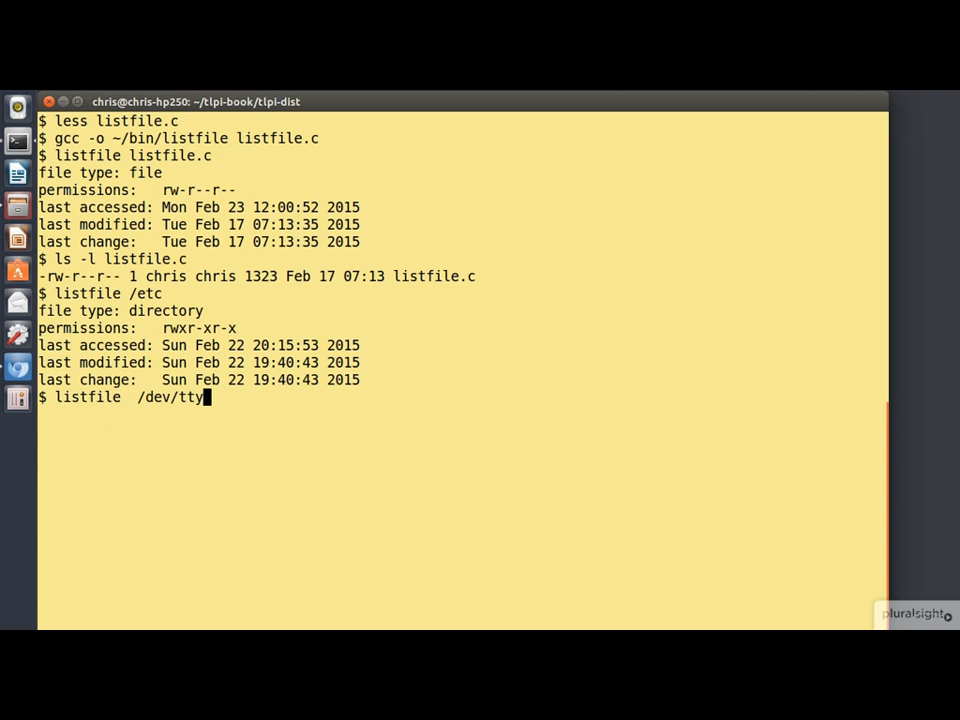 chris@chris-hp250: ~/tlpi-book/tlpi-dist
$ less listfile.c
$ gcc -o ~/bin/listfile listfile.c
$ listfile listfile.c
file type: file
permissions:   rw-r--r--
last accessed: Mon Feb 23 12:00:52 2015
last modified: Tue Feb 17 07:13:35 2015
last change:   Tue Feb 17 07:13:35 2015
$ ls -l listfile.c
-rw-r--r-- 1 chris chris 1323 Feb 17 07:13 listfile.c
$ listfile /etc
file type: directory
permissions:   rwxr-xr-x
last accessed: Sun Feb 22 20:15:53 2015
last modified: Sun Feb 22 19:40:43 2015
last change:   Sun Feb 22 19:40:43 2015
$ listfile  /dev/tty
pluralsight